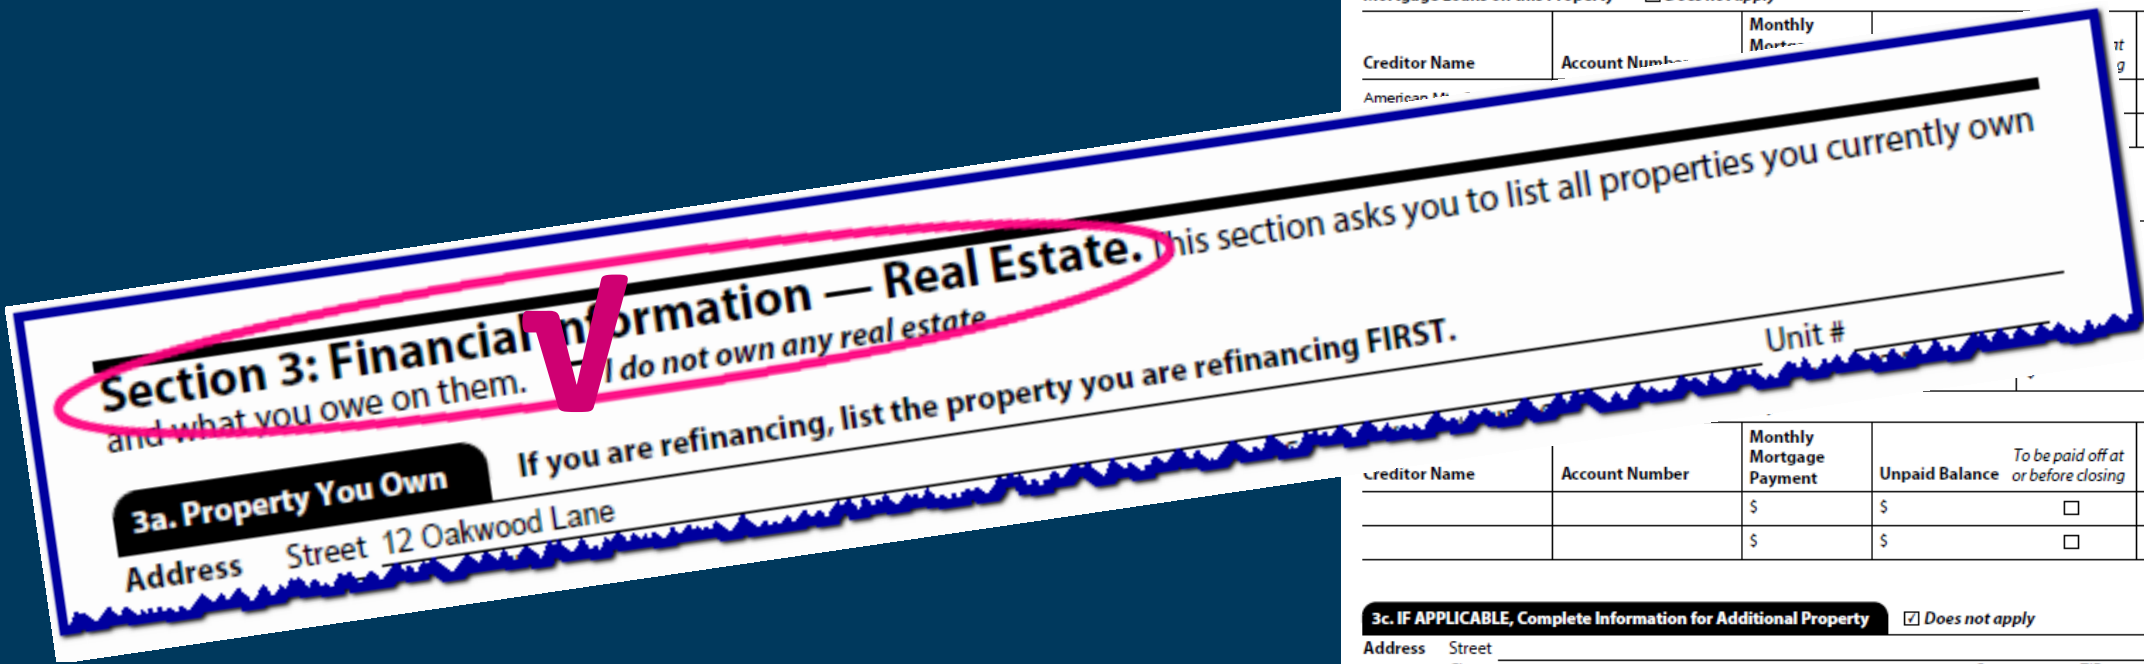 Monthly
Creditor Name Account
American
Section 3: Financial Information — Real Estate. This section asks you to list all properties you currently own
and what you owe on them. V I do not own any real estate
3a. Property You Own If you are refinancing, list the property you are refinancing FIRST.
Address Street 12 Oakwood Lane Unit #
Creditor Name Account Number Monthly Mortgage Payment Unpaid Balance To be paid off at or before closing
$ $ ☐
$ $ ☐
3c. IF APPLICABLE, Complete Information for Additional Property ☑ Does not apply
Address Street